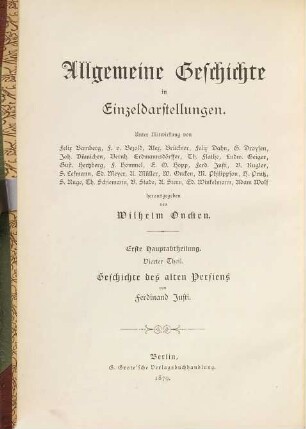 Allgemeine Geschichte
in
Einzeldarstellungen.
Unter Mitwirkung von
Felix Bamberg, F. v. Bezold, Alex. Brückner, Felix Dahn, G. Droysen,
Joh. Dümichen, Bernh. Erdmannsdörffer, Th. Flathe, Ludw. Geiger,
Gust. Hertzberg, F. Hommel, E. O. Hopp, Ferd. Justi, B. Kugler,
S. Lefmann, Ed. Meyer, A. Müller, W. Oncken, M. Philippson, H. Prutz,
S. Ruge, Th. Schiemann, B. Stade, A. Stern, Ed. Winkelmann, Adam Wolf
herausgegeben
von
Wilhelm Oncken.
Erste Hauptabtheilung.
Vierter Theil.
Geschichte des alten Persiens
von
Ferdinand Justi.
Berlin,
G. Grote'sche Verlagsbuchhandlung.
1879.